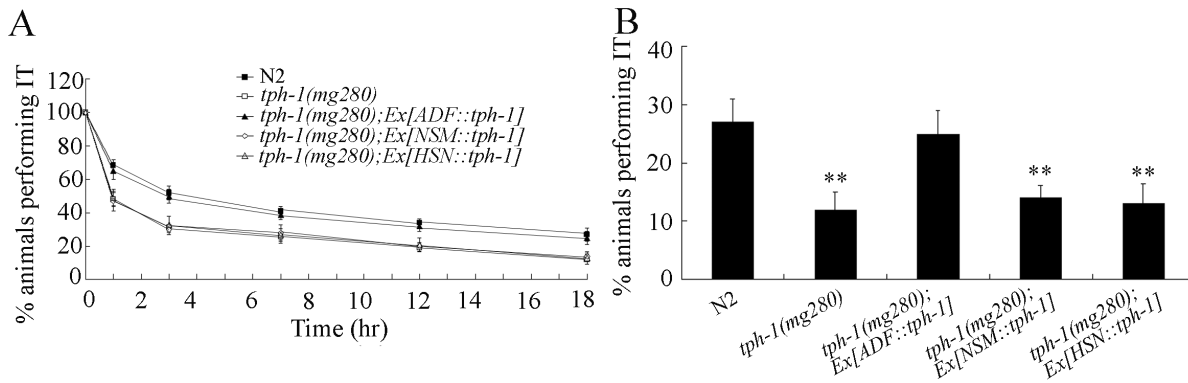 A
% animals performing IT
120
100
80
60
40
20
0
N2
tph-1(mg280)
tph-1(mg280);Ex[ADF::tph-1]
tph-1(mg280);Ex[NSM::tph-1]
tph-1(mg280);Ex[HSN::tph-1]
0 2 4 6 8 10 12 14 16 18
Time (hr)
B
% animals performing IT
40
30
20
10
0
**
**
**
N2
tph-1(mg280)
tph-1(mg280);
Ex[ADF::tph-1]
tph-1(mg280);
Ex[NSM::tph-1]
tph-1(mg280);
Ex[HSN::tph-1]